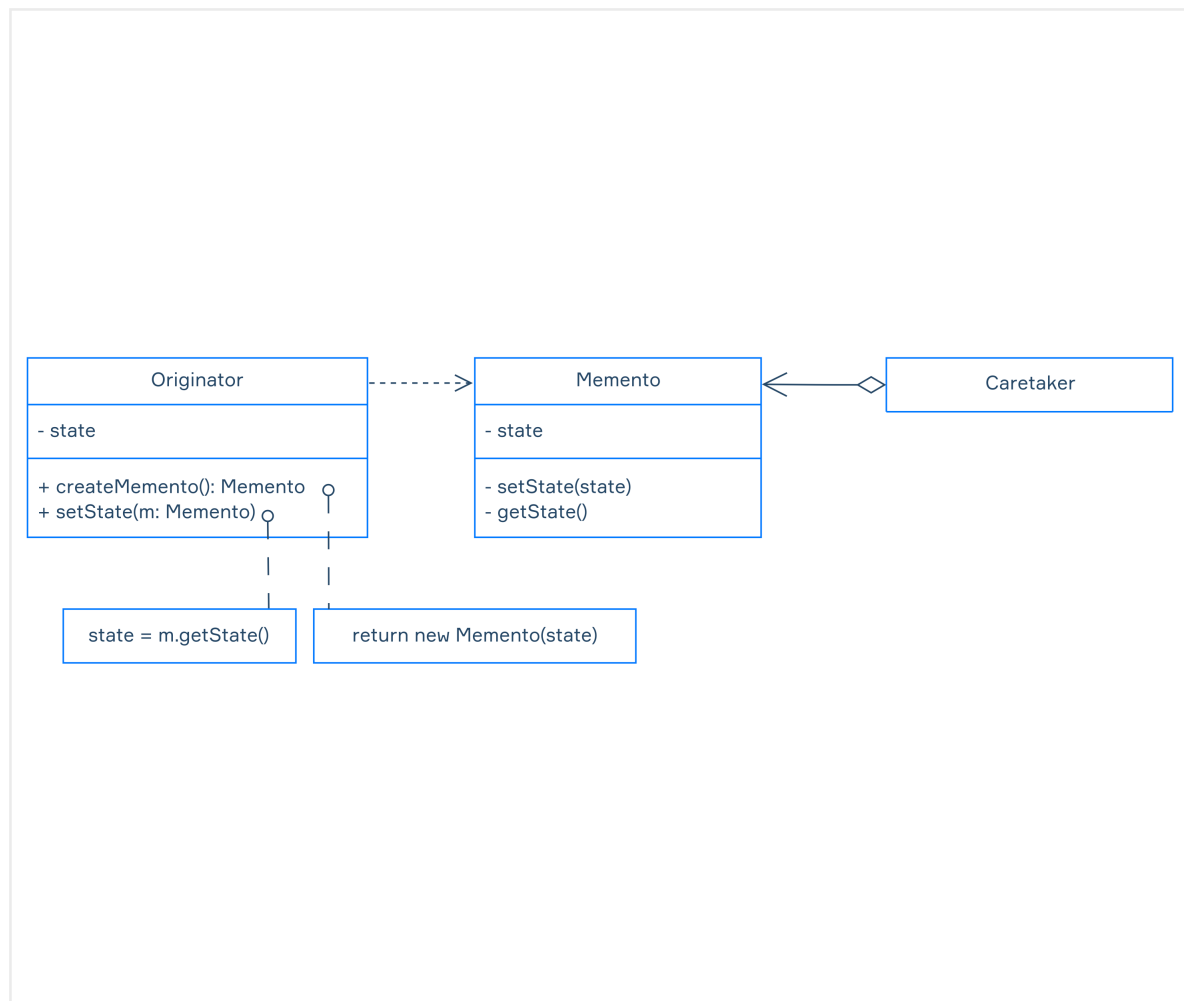 Originator
- state
+ createMemento(): Memento
+ setState(m: Memento)
Memento
- state
- setState(state)
- getState()
Caretaker
state = m.getState()
return new Memento(state)